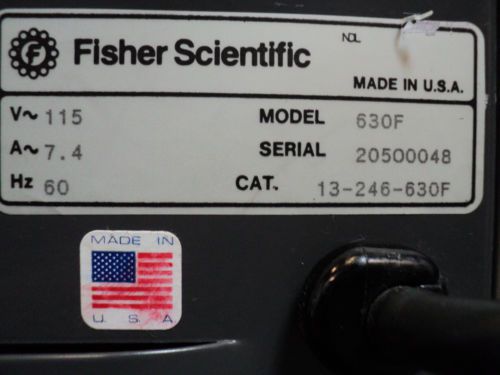 F Fisher Scientific
NDL
MADE IN U.S.A.
V~ 115 MODEL 630F
A~ 7.4 SERIAL 20500048
Hz 60 CAT. 13-246-630F
MADE IN
U. S. A